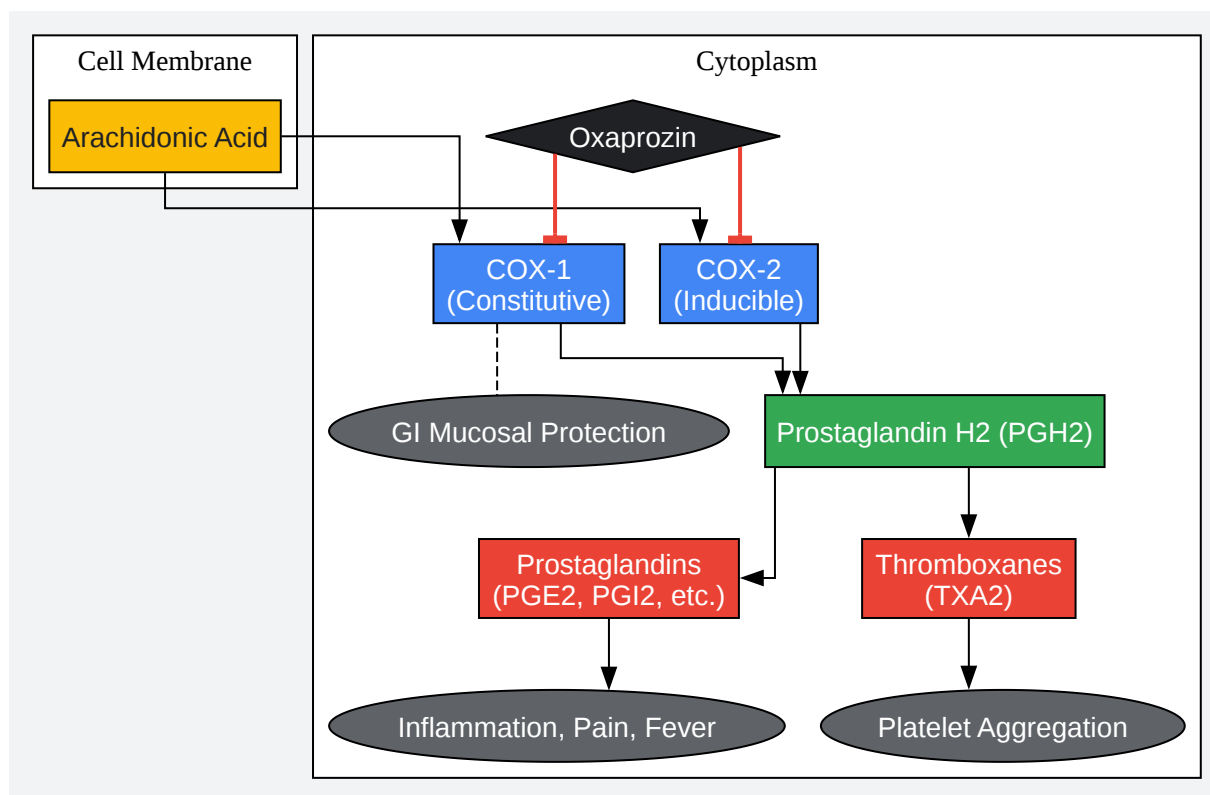 Cell Membrane
Cytoplasm
Arachidonic Acid
Oxaprozin
COX-1
(Constitutive)
COX-2
(Inducible)
GI Mucosal Protection
Prostaglandin H2 (PGH2)
Prostaglandins
(PGE2, PGI2, etc.)
Thromboxanes
(TXA2)
Inflammation, Pain, Fever
Platelet Aggregation